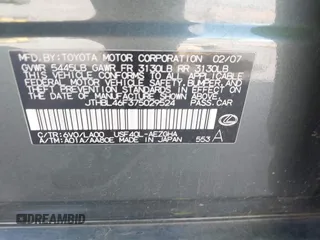 MFD.BY: TOYOTA MOTOR CORPORATION 02/07
GVWR 5445LB GAWR FR 3130LB RR 3130LB
THIS VEHICLE CONFORMS TO ALL APPLICABLE
FEDERAL MOTOR VEHICLE SAFETY, BUMPER, AND
THEFT PREVENTION STANDARDS IN EFFECT ON
THE DATE OF MANUFACTURE SHOWN ABOVE.
JTHBL46F375029524 PASS.CAR
C/TR: 6V0/LA00 USF40L-AEZGHA
A/TM: A01A/AA80E MADE IN JAPAN 553 A
DREAMBID